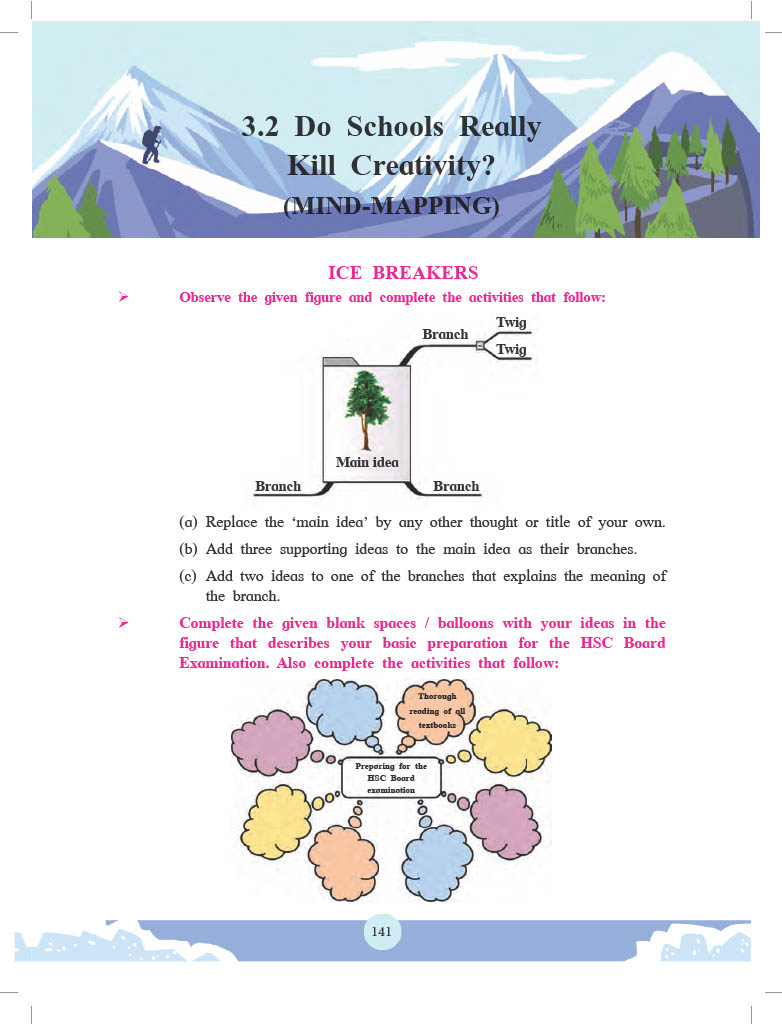 3.2 Do Schools Really
Kill Creativity?
(MIND-MAPPING)
ICE BREAKERS
➢ Observe the given figure and complete the activities that follow:
Twig
Branch
Twig
Main idea
Branch
Branch
(a) Replace the ‘main idea’ by any other thought or title of your own.
(b) Add three supporting ideas to the main idea as their branches.
(c) Add two ideas to one of the branches that explains the meaning of
the branch.
➢ Complete the given blank spaces / balloons with your ideas in the
figure that describes your basic preparation for the HSC Board
Examination. Also complete the activities that follow:
Thorough
reading of all
textbooks
Preparing for the
HSC Board
examination
141